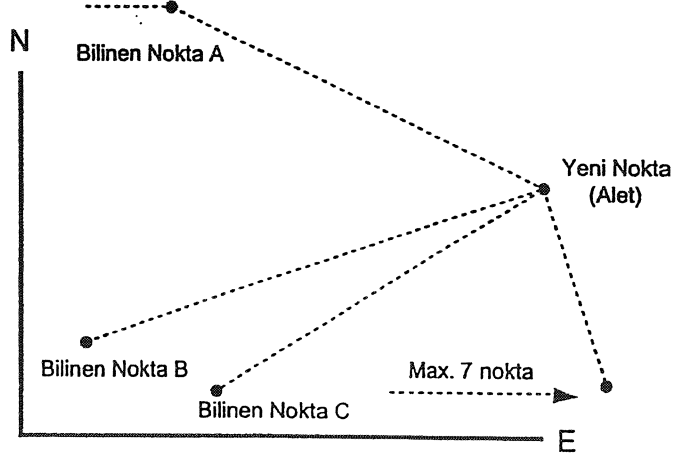 N
Bilinen Nokta A
Yeni Nokta
(Alet)
Bilinen Nokta B
Max. 7 nokta
Bilinen Nokta C
E